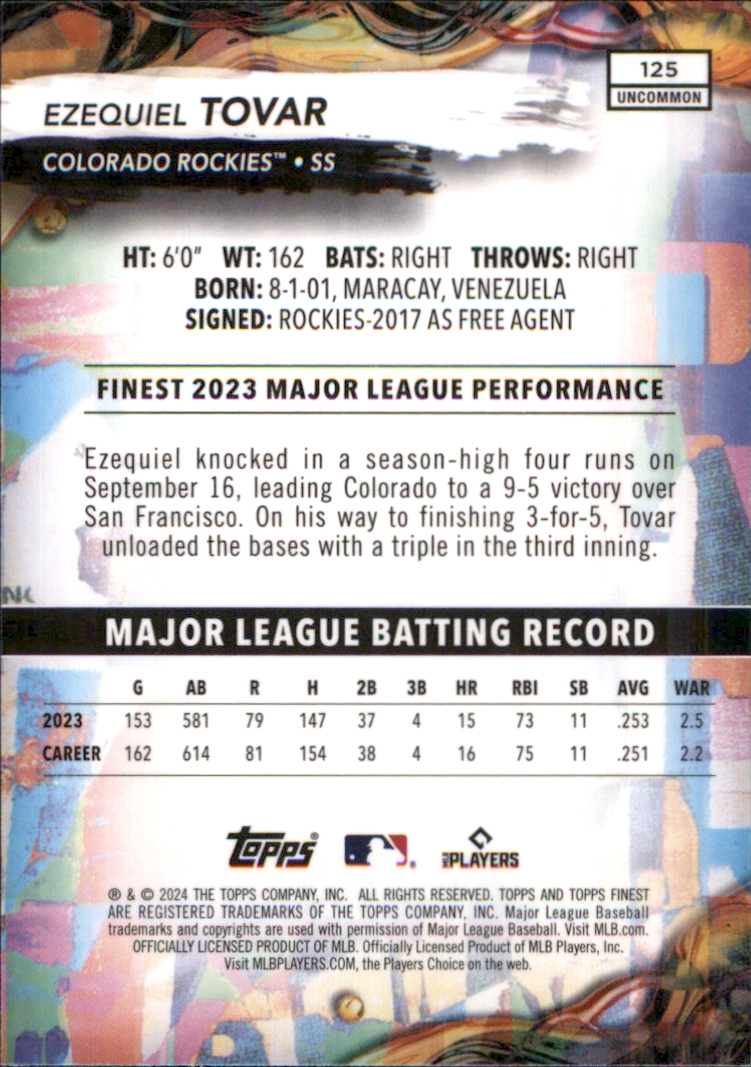 125
UNCOMMON
EZEQUIEL TOVAR
COLORADO ROCKIES™ • SS
HT: 6'0" WT: 162 BATS: RIGHT THROWS: RIGHT
BORN: 8-1-01, MARACAY, VENEZUELA
SIGNED: ROCKIES-2017 AS FREE AGENT
FINEST 2023 MAJOR LEAGUE PERFORMANCE
Ezequiel knocked in a season-high four runs on
September 16, leading Colorado to a 9-5 victory over
San Francisco. On his way to finishing 3-for-5, Tovar
unloaded the bases with a triple in the third inning.
MAJOR LEAGUE BATTING RECORD
G AB R H 2B 3B HR RBI SB AVG WAR
2023 153 581 79 147 37 4 15 73 11 .253 2.5
CAREER 162 614 81 154 38 4 16 75 11 .251 2.2
Topps®
PLAYERS
® & © 2024 THE TOPPS COMPANY, INC. ALL RIGHTS RESERVED. TOPPS AND TOPPS FINEST
ARE REGISTERED TRADEMARKS OF THE TOPPS COMPANY, INC. Major League Baseball
trademarks and copyrights are used with permission of Major League Baseball. Visit MLB.com.
OFFICIALLY LICENSED PRODUCT OF MLB. Officially Licensed Product of MLB Players, Inc.
Visit MLBPLAYERS.COM, the Players Choice on the web.